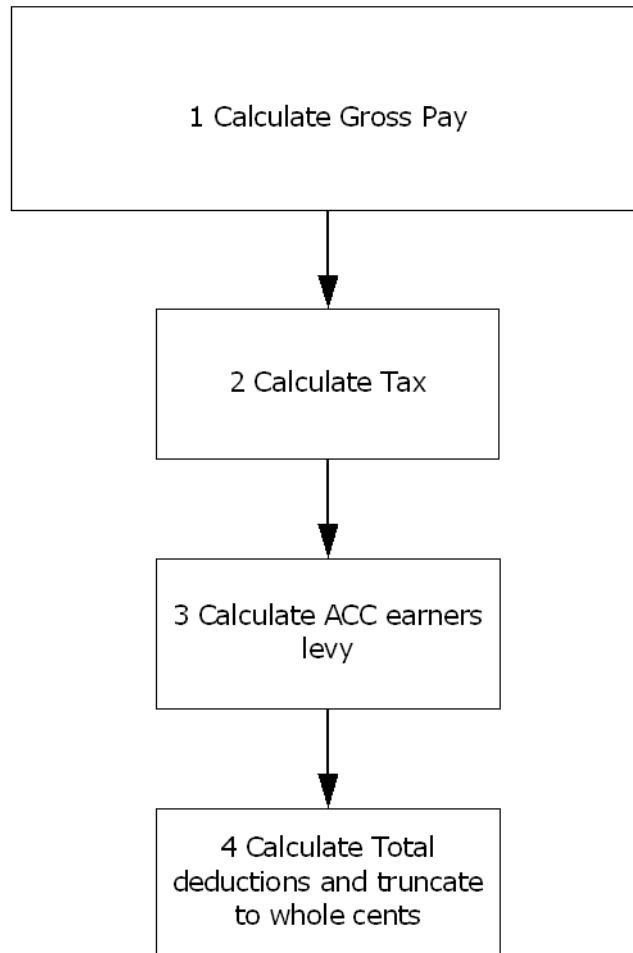 1 Calculate Gross Pay
2 Calculate Tax
3 Calculate ACC earners
levy
4 Calculate Total
deductions and truncate
to whole cents